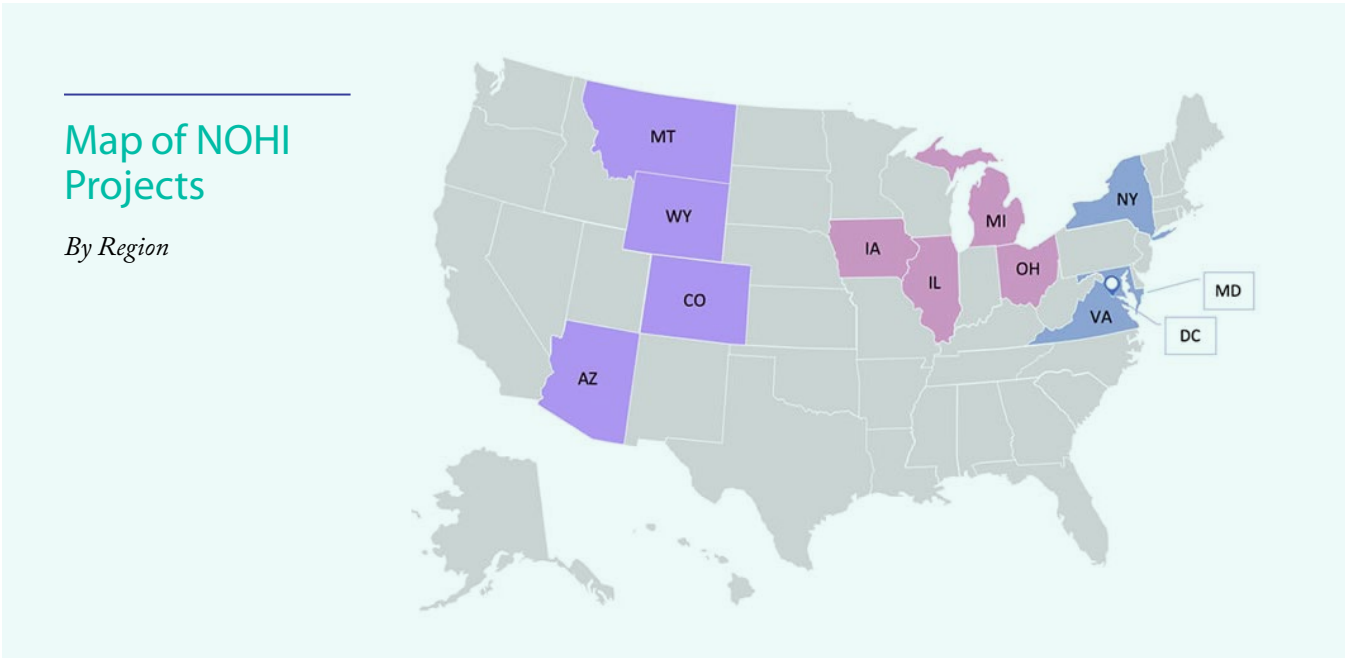 Map of NOHI
Projects
By Region
MT
WY
CO
AZ
IA
IL
MI
OH
NY
VA
MD
DC